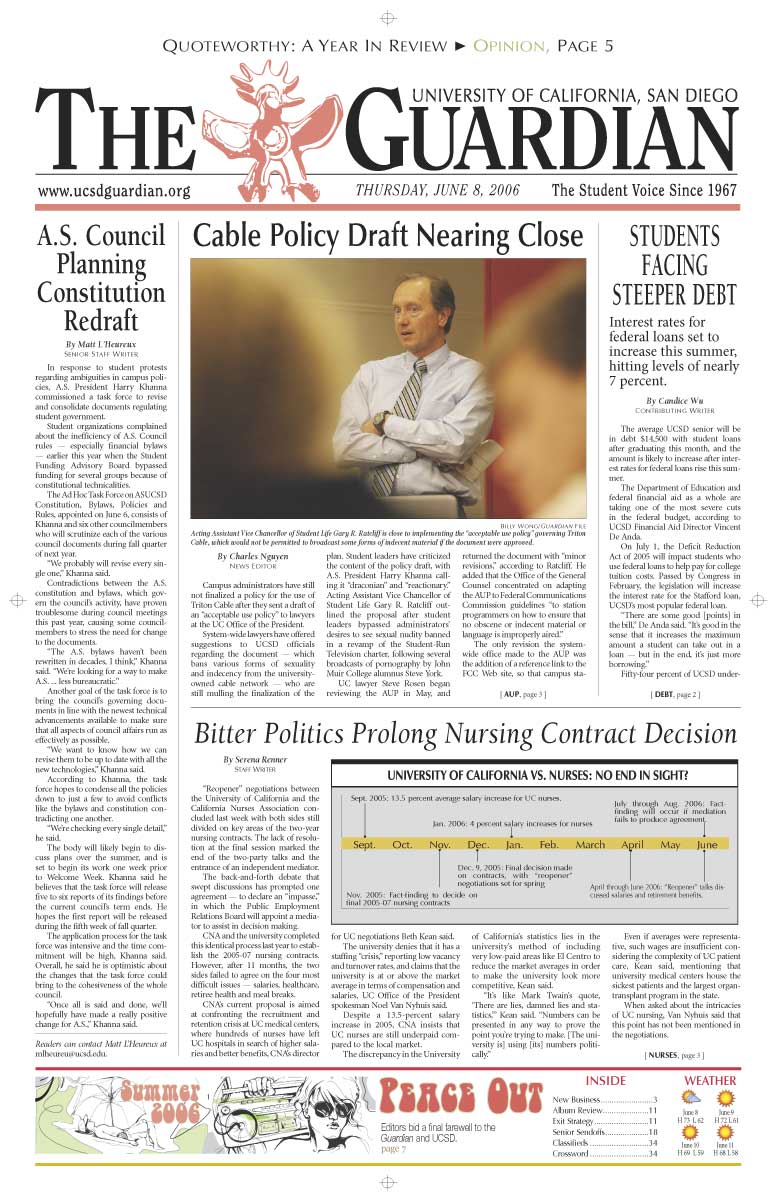 QUOTEWORTHY: A YEAR IN REVIEW ► OPINION, PAGE 5
THE GUARDIAN
UNIVERSITY OF CALIFORNIA, SAN DIEGO
www.ucsdguardian.org
THURSDAY, JUNE 8, 2006
The Student Voice Since 1967
A.S. Council
Planning
Constitution
Redraft
By Matt L'Heureux
SENIOR STAFF WRITER
In response to student protests
regarding ambiguities in campus poli-
cies, A.S. President Harry Khanna
commissioned a task force to revise
and consolidate documents regulating
student government.
Student organizations complained
about the inefficiency of A.S. Council
rules — especially financial bylaws
— earlier this year when the Student
Funding Advisory Board bypassed
funding for several groups because of
constitutional technicalities.
The Ad Hoc Task Force on ASUCSD
Constitution, Bylaws, Policies and
Rules, appointed on June 6, consists of
Khanna and six other councilmembers
who will scrutinize each of the various
council documents during fall quarter
of next year.
"We probably will revise every sin-
gle one," Khanna said.
Contradictions between the A.S.
constitution and bylaws, which gov-
ern the council's activity, have proven
troublesome during council meetings
this past year, causing some council-
members to stress the need for change
to the documents.
"The A.S. bylaws haven't been
rewritten in decades, I think," Khanna
said. "We're looking for a way to make
A.S. ... less bureaucratic."
Another goal of the task force is to
bring the council's governing docu-
ments in line with the newest technical
advancements available to make sure
that all aspects of council affairs run as
effectively as possible.
"We want to know how we can
revise them to be up to date with all the
new technologies," Khanna said.
According to Khanna, the task
force hopes to condense all the policies
down to just a few to avoid conflicts
like the bylaws and constitution con-
tradicting one another.
"We're checking every single detail,"
he said.
The body will likely begin to dis-
cuss plans over the summer, and is
set to begin its work one week prior
to Welcome Week. Khanna said he
believes that the task force will release
five to six reports of its findings before
the current council's term ends. He
hopes the first report will be released
during the fifth week of fall quarter.
The application process for the task
force was intensive and the time com-
mitment will be high, Khanna said.
Overall, he said he is optimistic about
the changes that the task force could
bring to the cohesiveness of the whole
council.
"Once all is said and done, we'll
hopefully have made a really positive
change for A.S.," Khanna said.
Readers can contact Matt L'Heureux at
mlheureu@ucsd.edu.
Cable Policy Draft Nearing Close
BILLY WONG/GUARDIAN FILE
Acting Assistant Vice Chancellor of Student Life Gary R. Ratcliff is close to implementing the "acceptable use policy" governing Triton
Cable, which would not be permitted to broadcast some forms of indecent material if the document were approved.
By Charles Nguyen
NEWS EDITOR
Campus administrators have still
not finalized a policy for the use of
Triton Cable after they sent a draft of
an "acceptable use policy" to lawyers
at the UC Office of the President.
System-wide lawyers have offered
suggestions to UCSD officials
regarding the document — which
bans various forms of sexuality
and indecency from the university-
owned cable network — who are
still mulling the finalization of the
plan. Student leaders have criticized
the content of the policy draft, with
A.S. President Harry Khanna call-
ing it "draconian" and "reactionary."
Acting Assistant Vice Chancellor of
Student Life Gary R. Ratcliff out-
lined the proposal after student
leaders bypassed administrators'
desires to see sexual nudity banned
in a revamp of the Student-Run
Television charter, following several
broadcasts of pornography by John
Muir College alumnus Steve York.
UC lawyer Steve Rosen began
reviewing the AUP in May, and
returned the document with "minor
revisions," according to Ratcliff. He
added that the Office of the General
Counsel concentrated on adapting
the AUP to Federal Communications
Commission guidelines "to station
programmers on how to ensure that
no obscene or indecent material or
language is improperly aired."
The only revision the system-
wide office made to the AUP was
the addition of a reference link to the
FCC Web site, so that campus sta-
[ AUP, page 3 ]
STUDENTS
FACING
STEEPER DEBT
Interest rates for
federal loans set to
increase this summer,
hitting levels of nearly
7 percent.
By Candice Wu
CONTRIBUTING WRITER
The average UCSD senior will be
in debt $14,500 with student loans
after graduating this month, and the
amount is likely to increase after inter-
est rates for federal loans rise this sum-
mer.
The Department of Education and
federal financial aid as a whole are
taking one of the most severe cuts
in the federal budget, according to
UCSD Financial Aid Director Vincent
De Anda.
On July 1, the Deficit Reduction
Act of 2005 will impact students who
use federal loans to help pay for college
tuition costs. Passed by Congress in
February, the legislation will increase
the interest rate for the Stafford loan,
UCSD's most popular federal loan.
"There are some good [points] in
the bill," De Anda said. "It's good in the
sense that it increases the maximum
amount a student can take out in a
loan — but in the end, it's just more
borrowing."
Fifty-four percent of UCSD under-
[ DEBT, page 2 ]
Bitter Politics Prolong Nursing Contract Decision
By Serena Renner
STAFF WRITER
"Reopener" negotiations between
the University of California and the
California Nurses Association con-
cluded last week with both sides still
divided on key areas of the two-year
nursing contracts. The lack of resolu-
tion at the final session marked the
end of the two-party talks and the
entrance of an independent mediator.
The back-and-forth debate that
swept discussions has prompted one
agreement — to declare an "impasse,"
in which the Public Employment
Relations Board will appoint a media-
tor to assist in decision making.
CNA and the university completed
this identical process last year to estab-
lish the 2005-07 nursing contracts.
However, after 11 months, the two
sides failed to agree on the four most
difficult issues — salaries, healthcare,
retiree health and meal breaks.
CNA's current proposal is aimed
at confronting the recruitment and
retention crisis at UC medical centers,
where hundreds of nurses have left
UC hospitals in search of higher sala-
ries and better benefits, CNA's director
UNIVERSITY OF CALIFORNIA VS. NURSES: NO END IN SIGHT?
Sept. 2005: 13.5 percent average salary increase for UC nurses.
Jan. 2006: 4 percent salary increases for nurses
July through Aug. 2006: Fact-
finding will occur if mediation
fails to produce agreement.
Sept. Oct. Nov. Dec. Jan. Feb. March April May June
Dec. 9, 2005: Final decision made
on contracts, with "reopener"
negotiations set for spring
Nov. 2005: Fact-finding to decide on
final 2005-07 nursing contracts
April through June 2006: "Reopener" talks dis-
cussed salaries and retirement benefits.
for UC negotiations Beth Kean said.
The university denies that it has a
staffing "crisis," reporting low vacancy
and turnover rates, and claims that the
university is at or above the market
average in terms of compensation and
salaries, UC Office of the President
spokesman Noel Van Nyhuis said.
Despite a 13.5-percent salary
increase in 2005, CNA insists that
UC nurses are still underpaid com-
pared to the local market.
The discrepancy in the University
of California's statistics lies in the
university's method of including
very low-paid areas like El Centro to
reduce the market averages in order
to make the university look more
competitive, Kean said.
"It's like Mark Twain's quote,
'There are lies, damned lies and sta-
tistics,'" Kean said. "Numbers can be
presented in any way to prove the
point you're trying to make. [The uni-
versity is] using [its] numbers politi-
cally."
Even if averages were representa-
tive, such wages are insufficient con-
sidering the complexity of UC patient
care, Kean said, mentioning that
university medical centers house the
sickest patients and the largest organ-
transplant program in the state.
When asked about the intricacies
of UC nursing, Van Nyhuis said that
this point has not been mentioned in
the negotiations.
[ NURSES, page 3 ]
Summer
2006
PEACE OUT
Editors bid a final farewell to the
Guardian and UCSD.
page 7
INSIDE
New Business....................3
Album Review....................11
Exit Strategy....................11
Senior Sendoffs....................18
Classifieds....................34
Crossword....................34
WEATHER
June 8
H 73 L 62
June 9
H 72 L 61
June 10
H 69 L 59
June 11
H 68 L 58